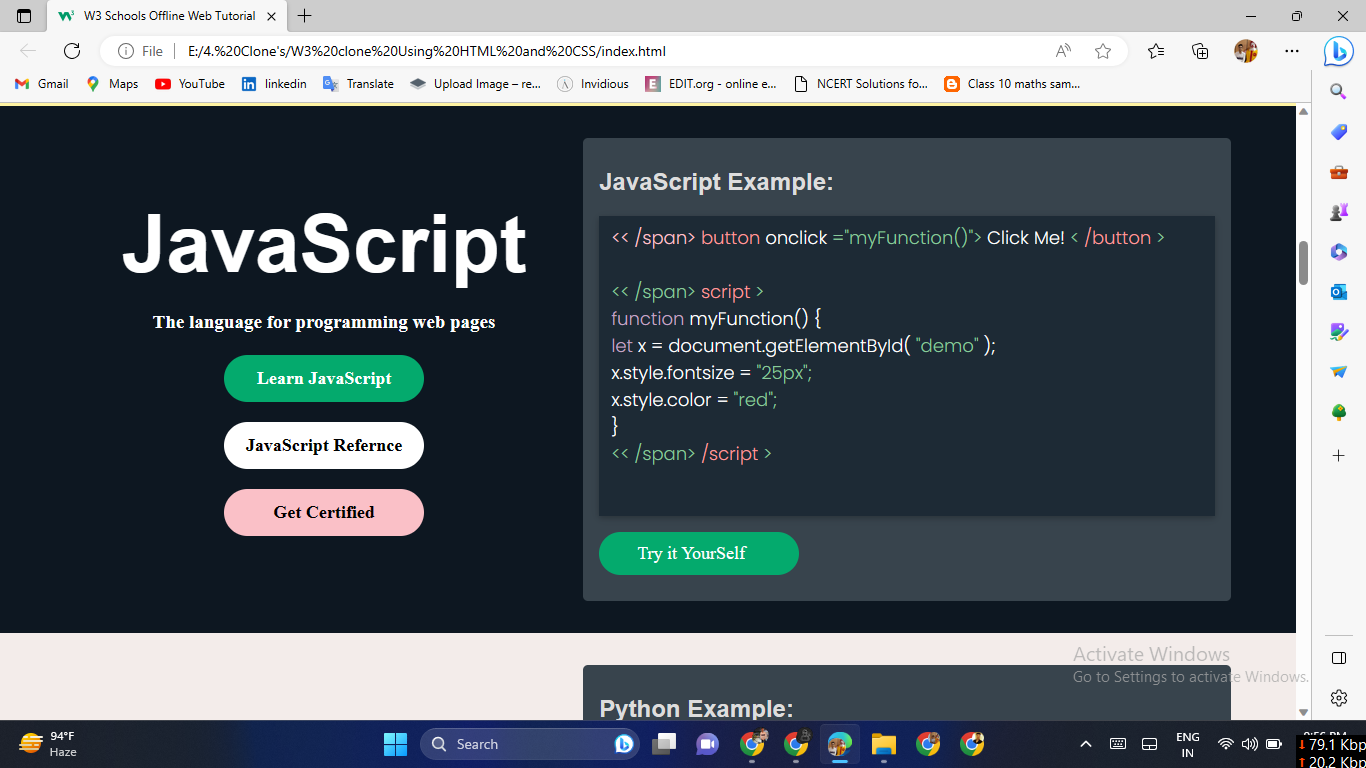 W3 Schools Offline Web Tutorial
File
E:/4.%20Clone's/W3%20clone%20Using%20HTML%20and%20CSS/index.html
Gmail
Maps
YouTube
linkedin
Translate
Upload Image – re...
Invidious
EDIT.org - online e...
NCERT Solutions fo...
Class 10 maths sam...
JavaScript
The language for programming web pages
Learn JavaScript
JavaScript Refernce
Get Certified
JavaScript Example:
<< /span> button onclick ="myFunction()"> Click Me! < /button >
<< /span> script >
function myFunction() {
let x = document.getElementById( "demo" );
x.style.fontsize = "25px";
x.style.color = "red";
}
<< /span> /script >
Try it YourSelf
Python Example:
Activate Windows
Go to Settings to activate Windows.
94°F
Haze
Search
ENG
IN
79.1 Kbp
20.2 Kbp